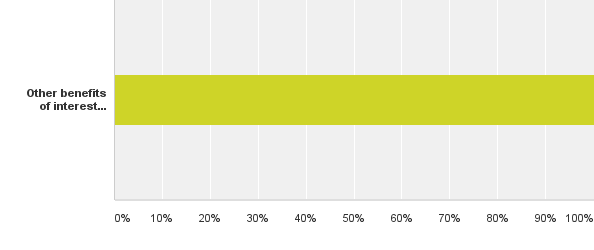 Other benefits
of interest...
0% 10% 20% 30% 40% 50% 60% 70% 80% 90% 100%